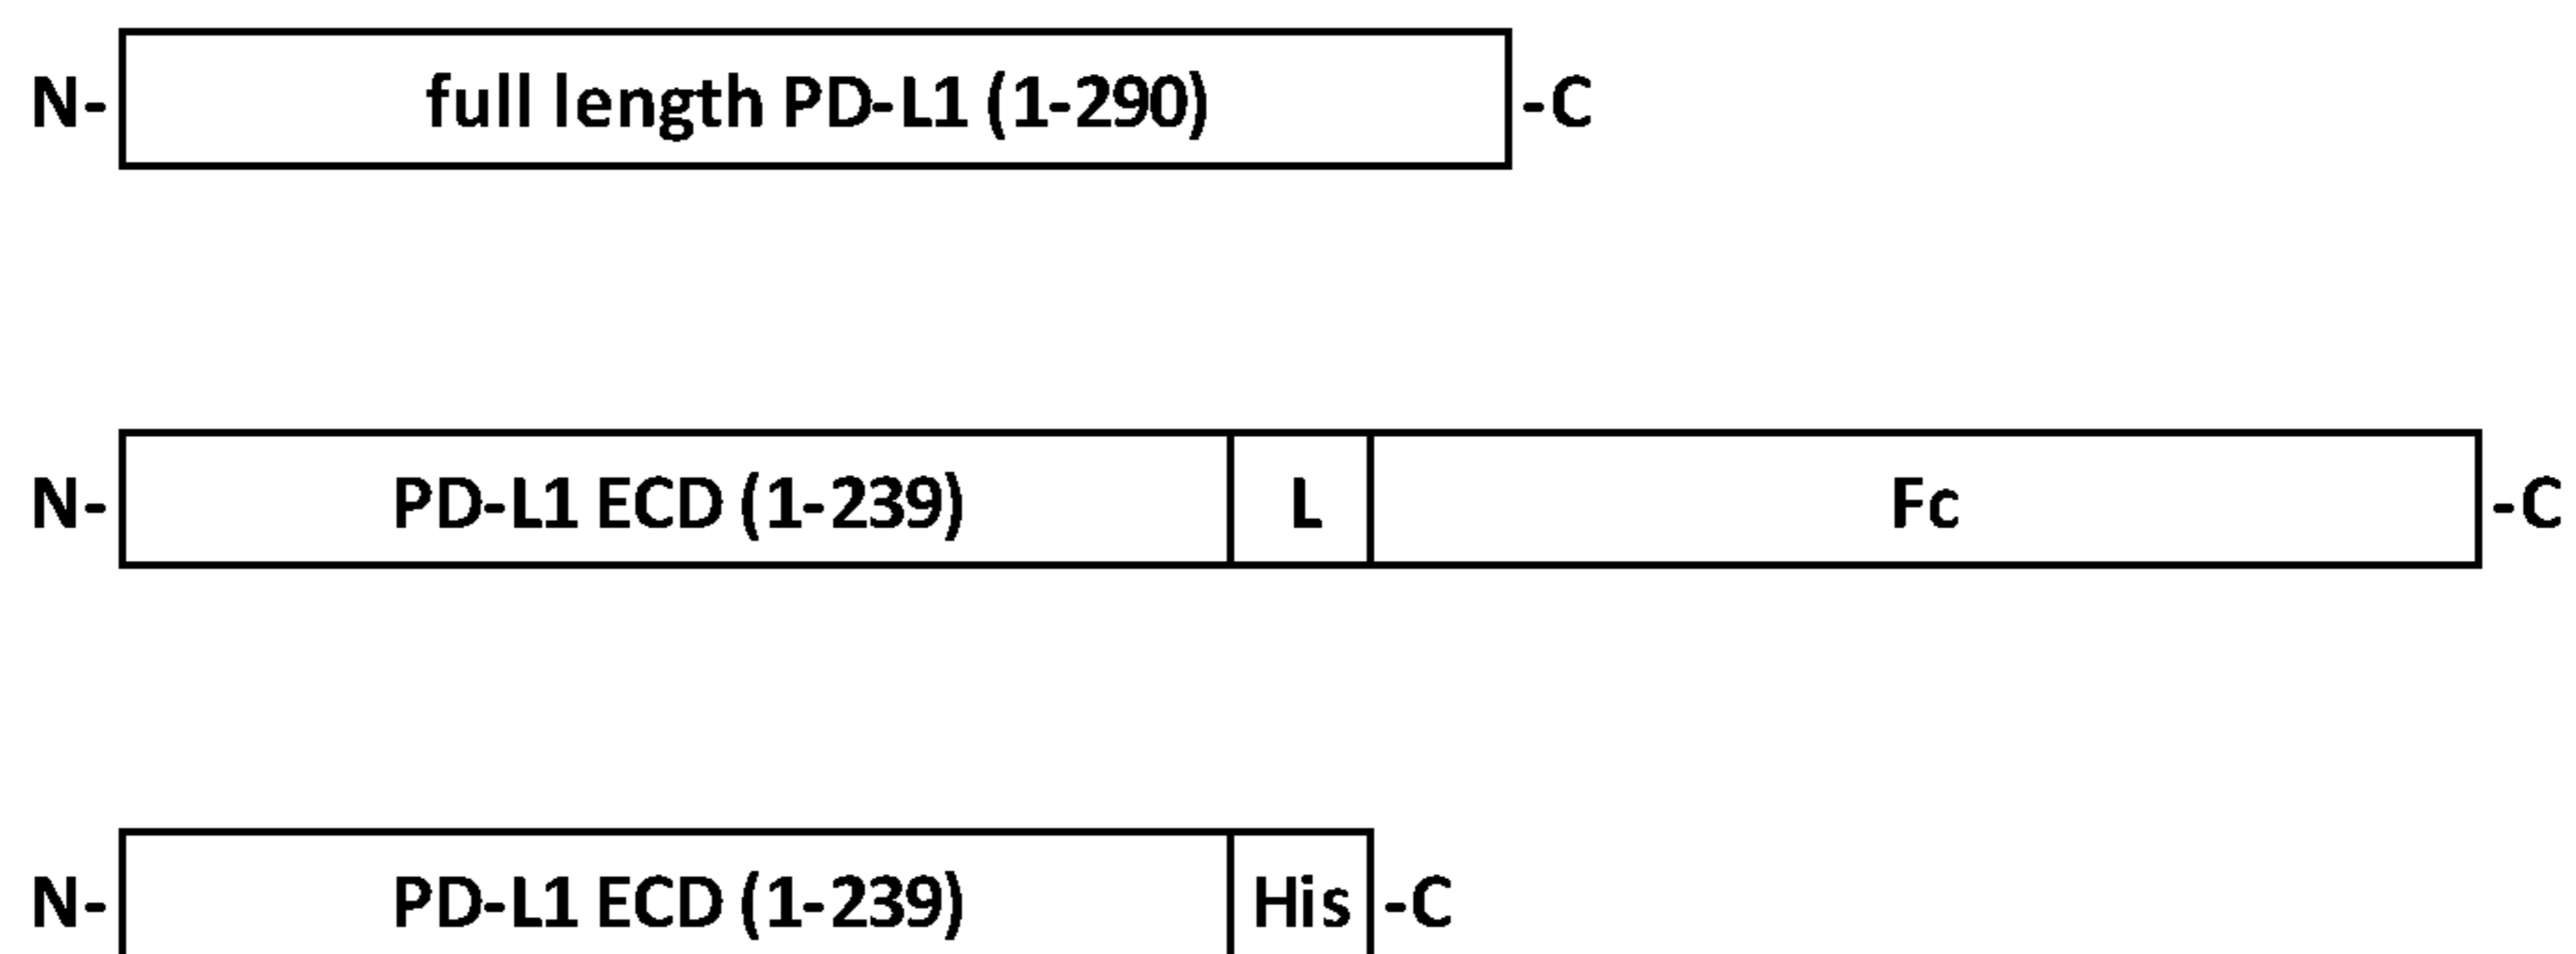 N- full length PD-L1 (1-290) -C
N- PD-L1 ECD (1-239) L Fc -C
N- PD-L1 ECD (1-239) His -C